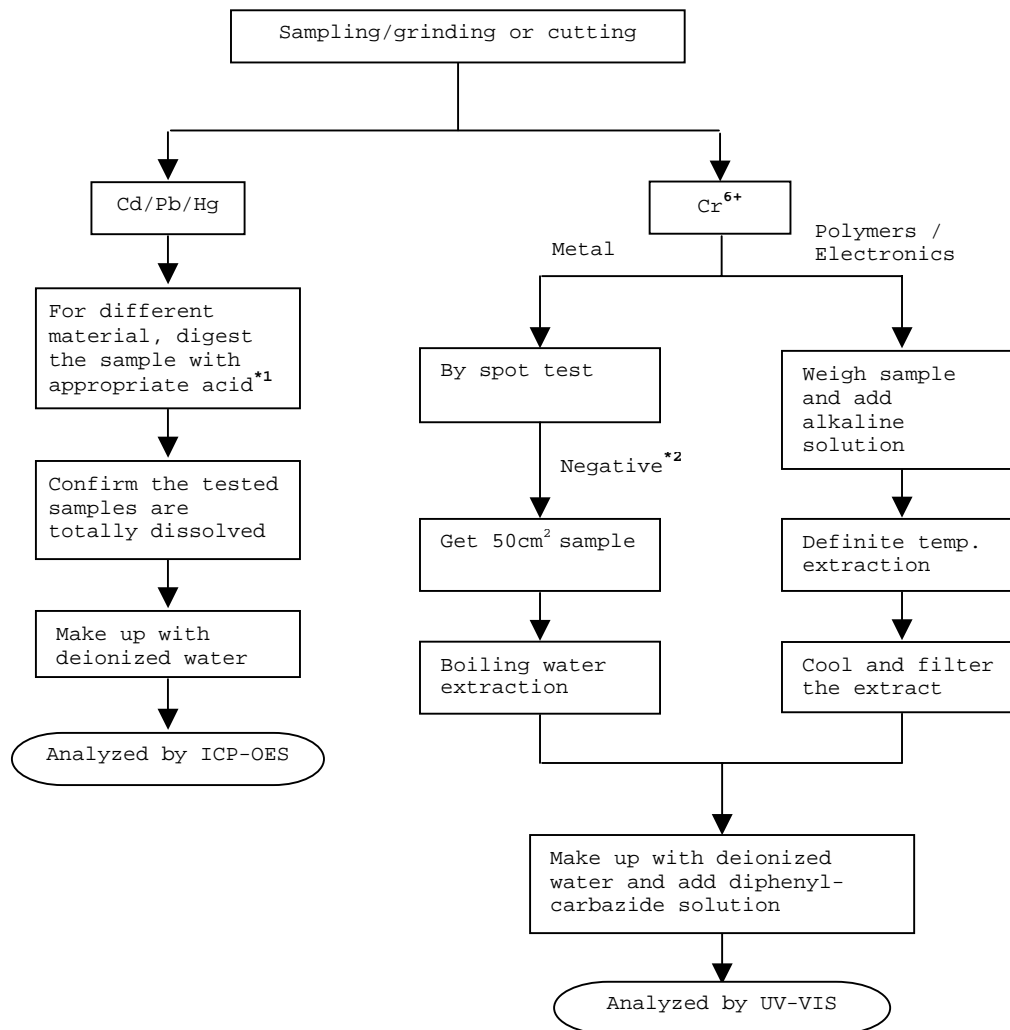 Sampling/grinding or cutting
Cd/Pb/Hg
Cr⁶⁺
Metal
Polymers /
Electronics
For different
material, digest
the sample with
appropriate acid*¹
By spot test
Weigh sample
and add
alkaline
solution
Negative*²
Confirm the tested
samples are
totally dissolved
Get 50cm² sample
Definite temp.
extraction
Make up with
deionized water
Boiling water
extraction
Cool and filter
the extract
Analyzed by ICP-OES
Make up with deionized
water and add diphenyl-
carbazide solution
Analyzed by UV-VIS